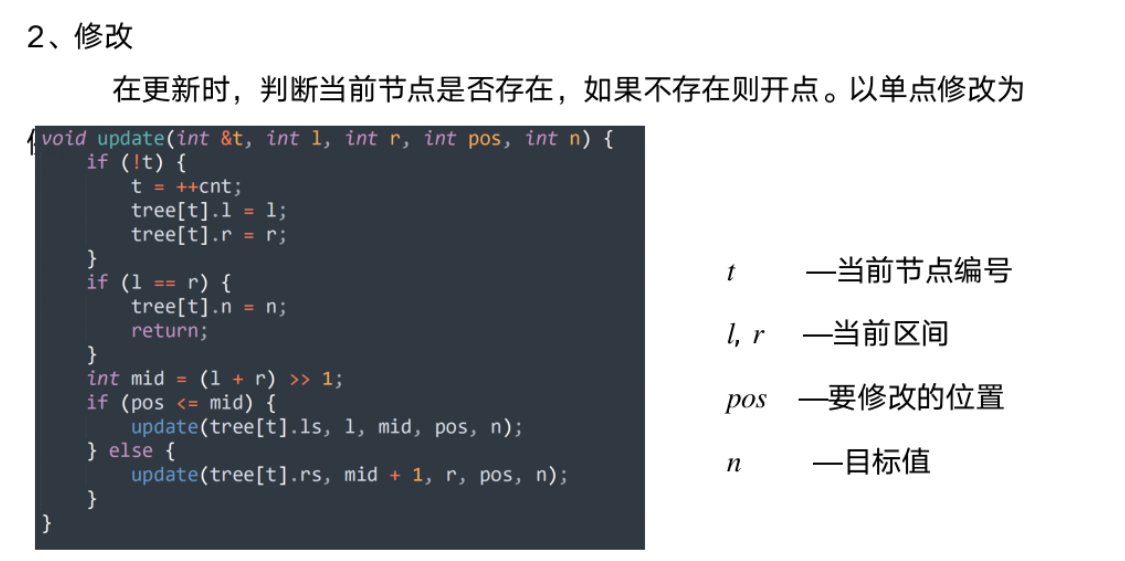 2、修改
在更新时，判断当前节点是否存在，如果不存在则开点。以单点修改为
void update(int &t, int l, int r, int pos, int n) {
    if (!t) {
        t = ++cnt;
        tree[t].l = l;
        tree[t].r = r;
    }
    if (l == r) {
        tree[t].n = n;
        return;
    }
    int mid = (l + r) >> 1;
    if (pos <= mid) {
        update(tree[t].ls, l, mid, pos, n);
    } else {
        update(tree[t].rs, mid + 1, r, pos, n);
    }
}
t —当前节点编号
l, r —当前区间
pos —要修改的位置
n —目标值